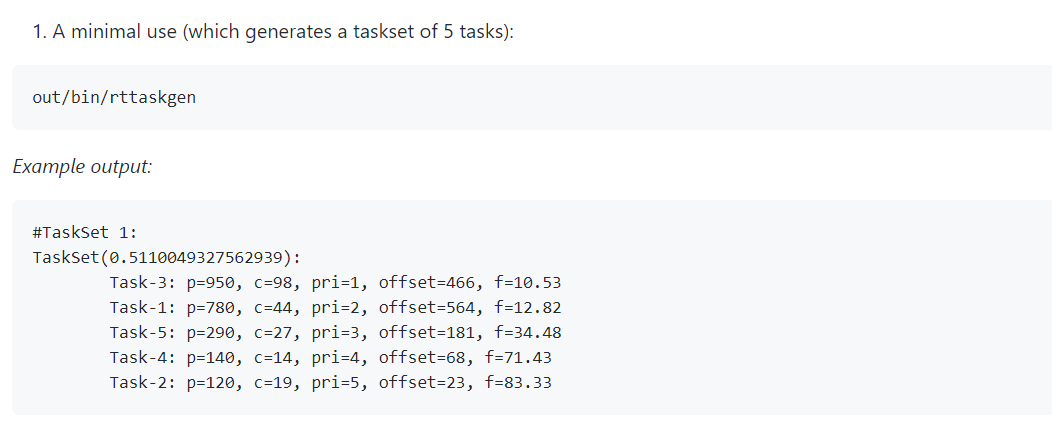 1. A minimal use (which generates a taskset of 5 tasks):
out/bin/rttaskgen
Example output:
#TaskSet 1:
TaskSet(0.5110049327562939):
Task-3: p=950, c=98, pri=1, offset=466, f=10.53
Task-1: p=780, c=44, pri=2, offset=564, f=12.82
Task-5: p=290, c=27, pri=3, offset=181, f=34.48
Task-4: p=140, c=14, pri=4, offset=68, f=71.43
Task-2: p=120, c=19, pri=5, offset=23, f=83.33